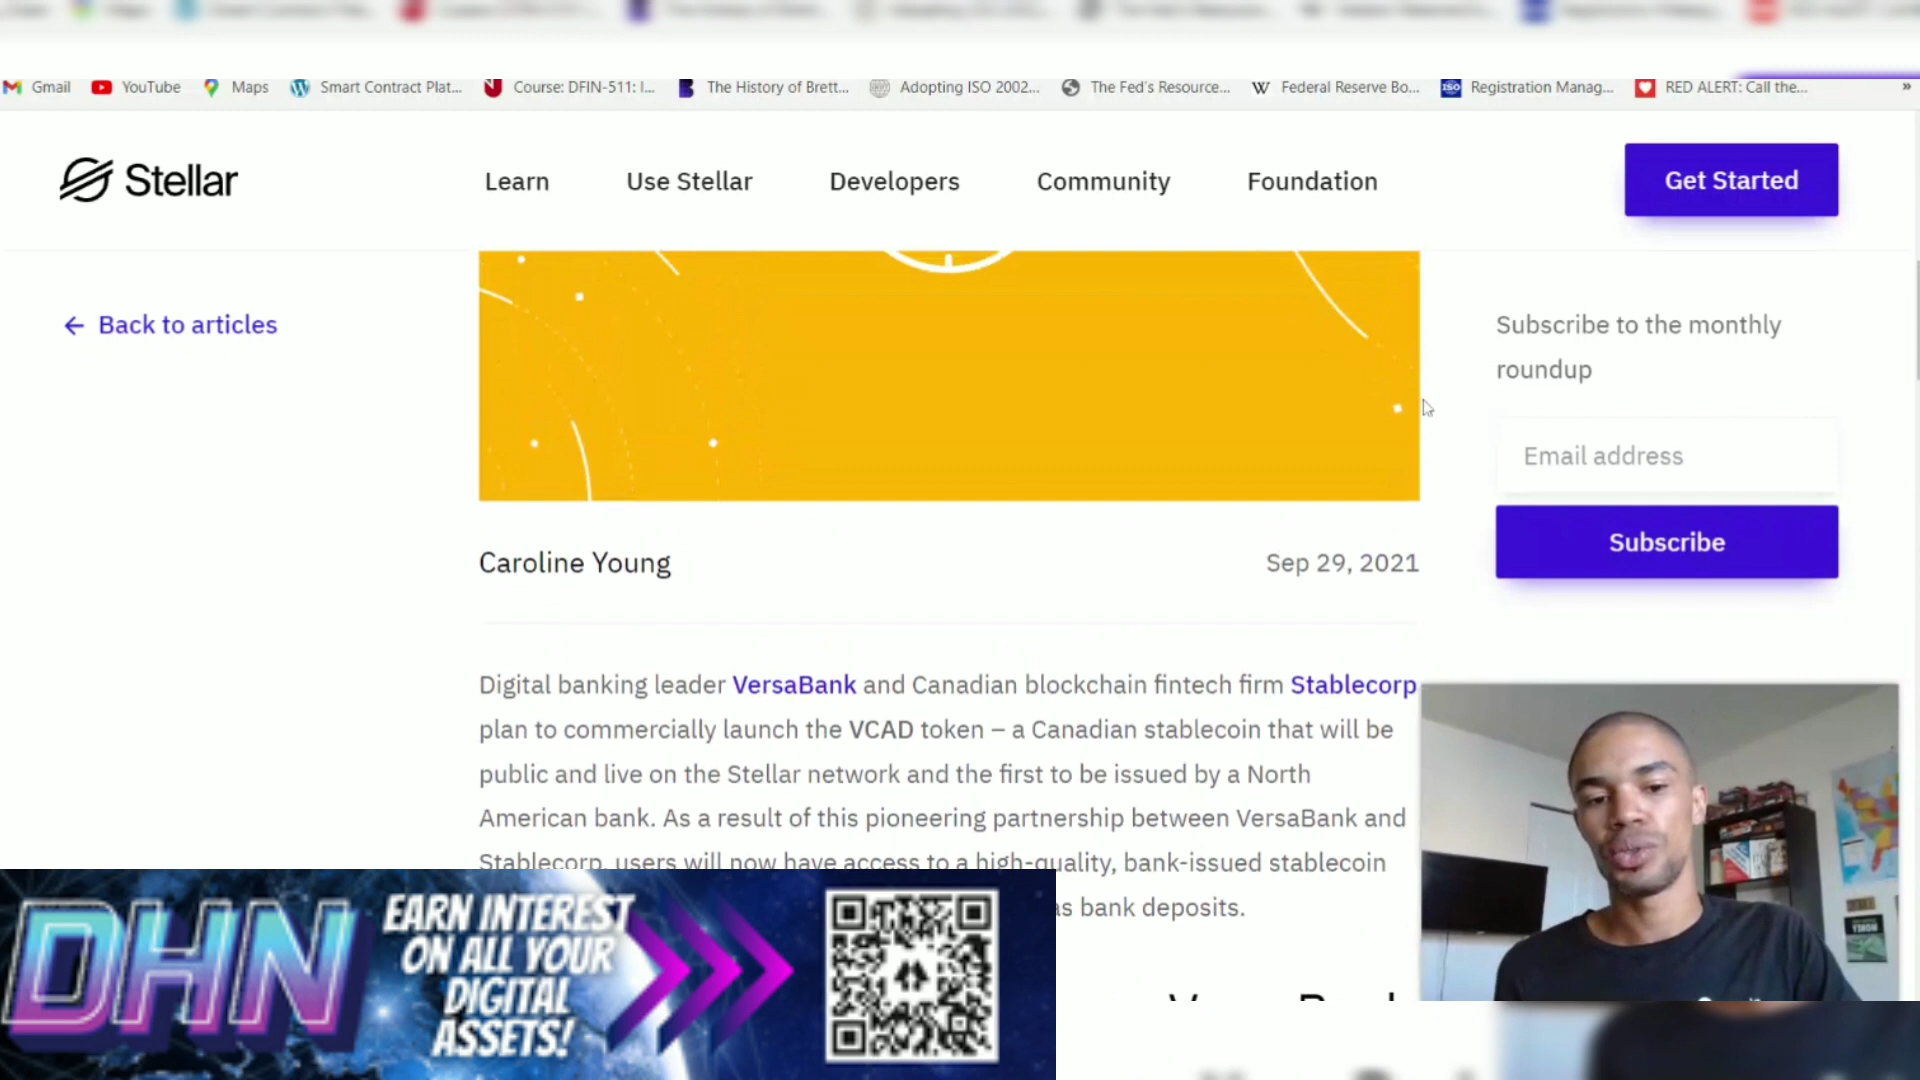 Gmail YouTube Maps Smart Contract Plat... Course: DFIN-511: I... The History of Brett... Adopting ISO 2002... The Fed's Resource... Federal Reserve Bo... Registration Manag... RED ALERT: Call the... »
Stellar Learn Use Stellar Developers Community Foundation Get Started
← Back to articles
Subscribe to the monthly
roundup
Email address
Subscribe
Caroline Young Sep 29, 2021
Digital banking leader VersaBank and Canadian blockchain fintech firm Stablecorp
plan to commercially launch the VCAD token – a Canadian stablecoin that will be
public and live on the Stellar network and the first to be issued by a North
American bank. As a result of this pioneering partnership between VersaBank and
Stablecorp, users will now have access to a high-quality, bank-issued stablecoin
as bank deposits.
DHN
EARN INTEREST
ON ALL YOUR
DIGITAL
ASSETS!